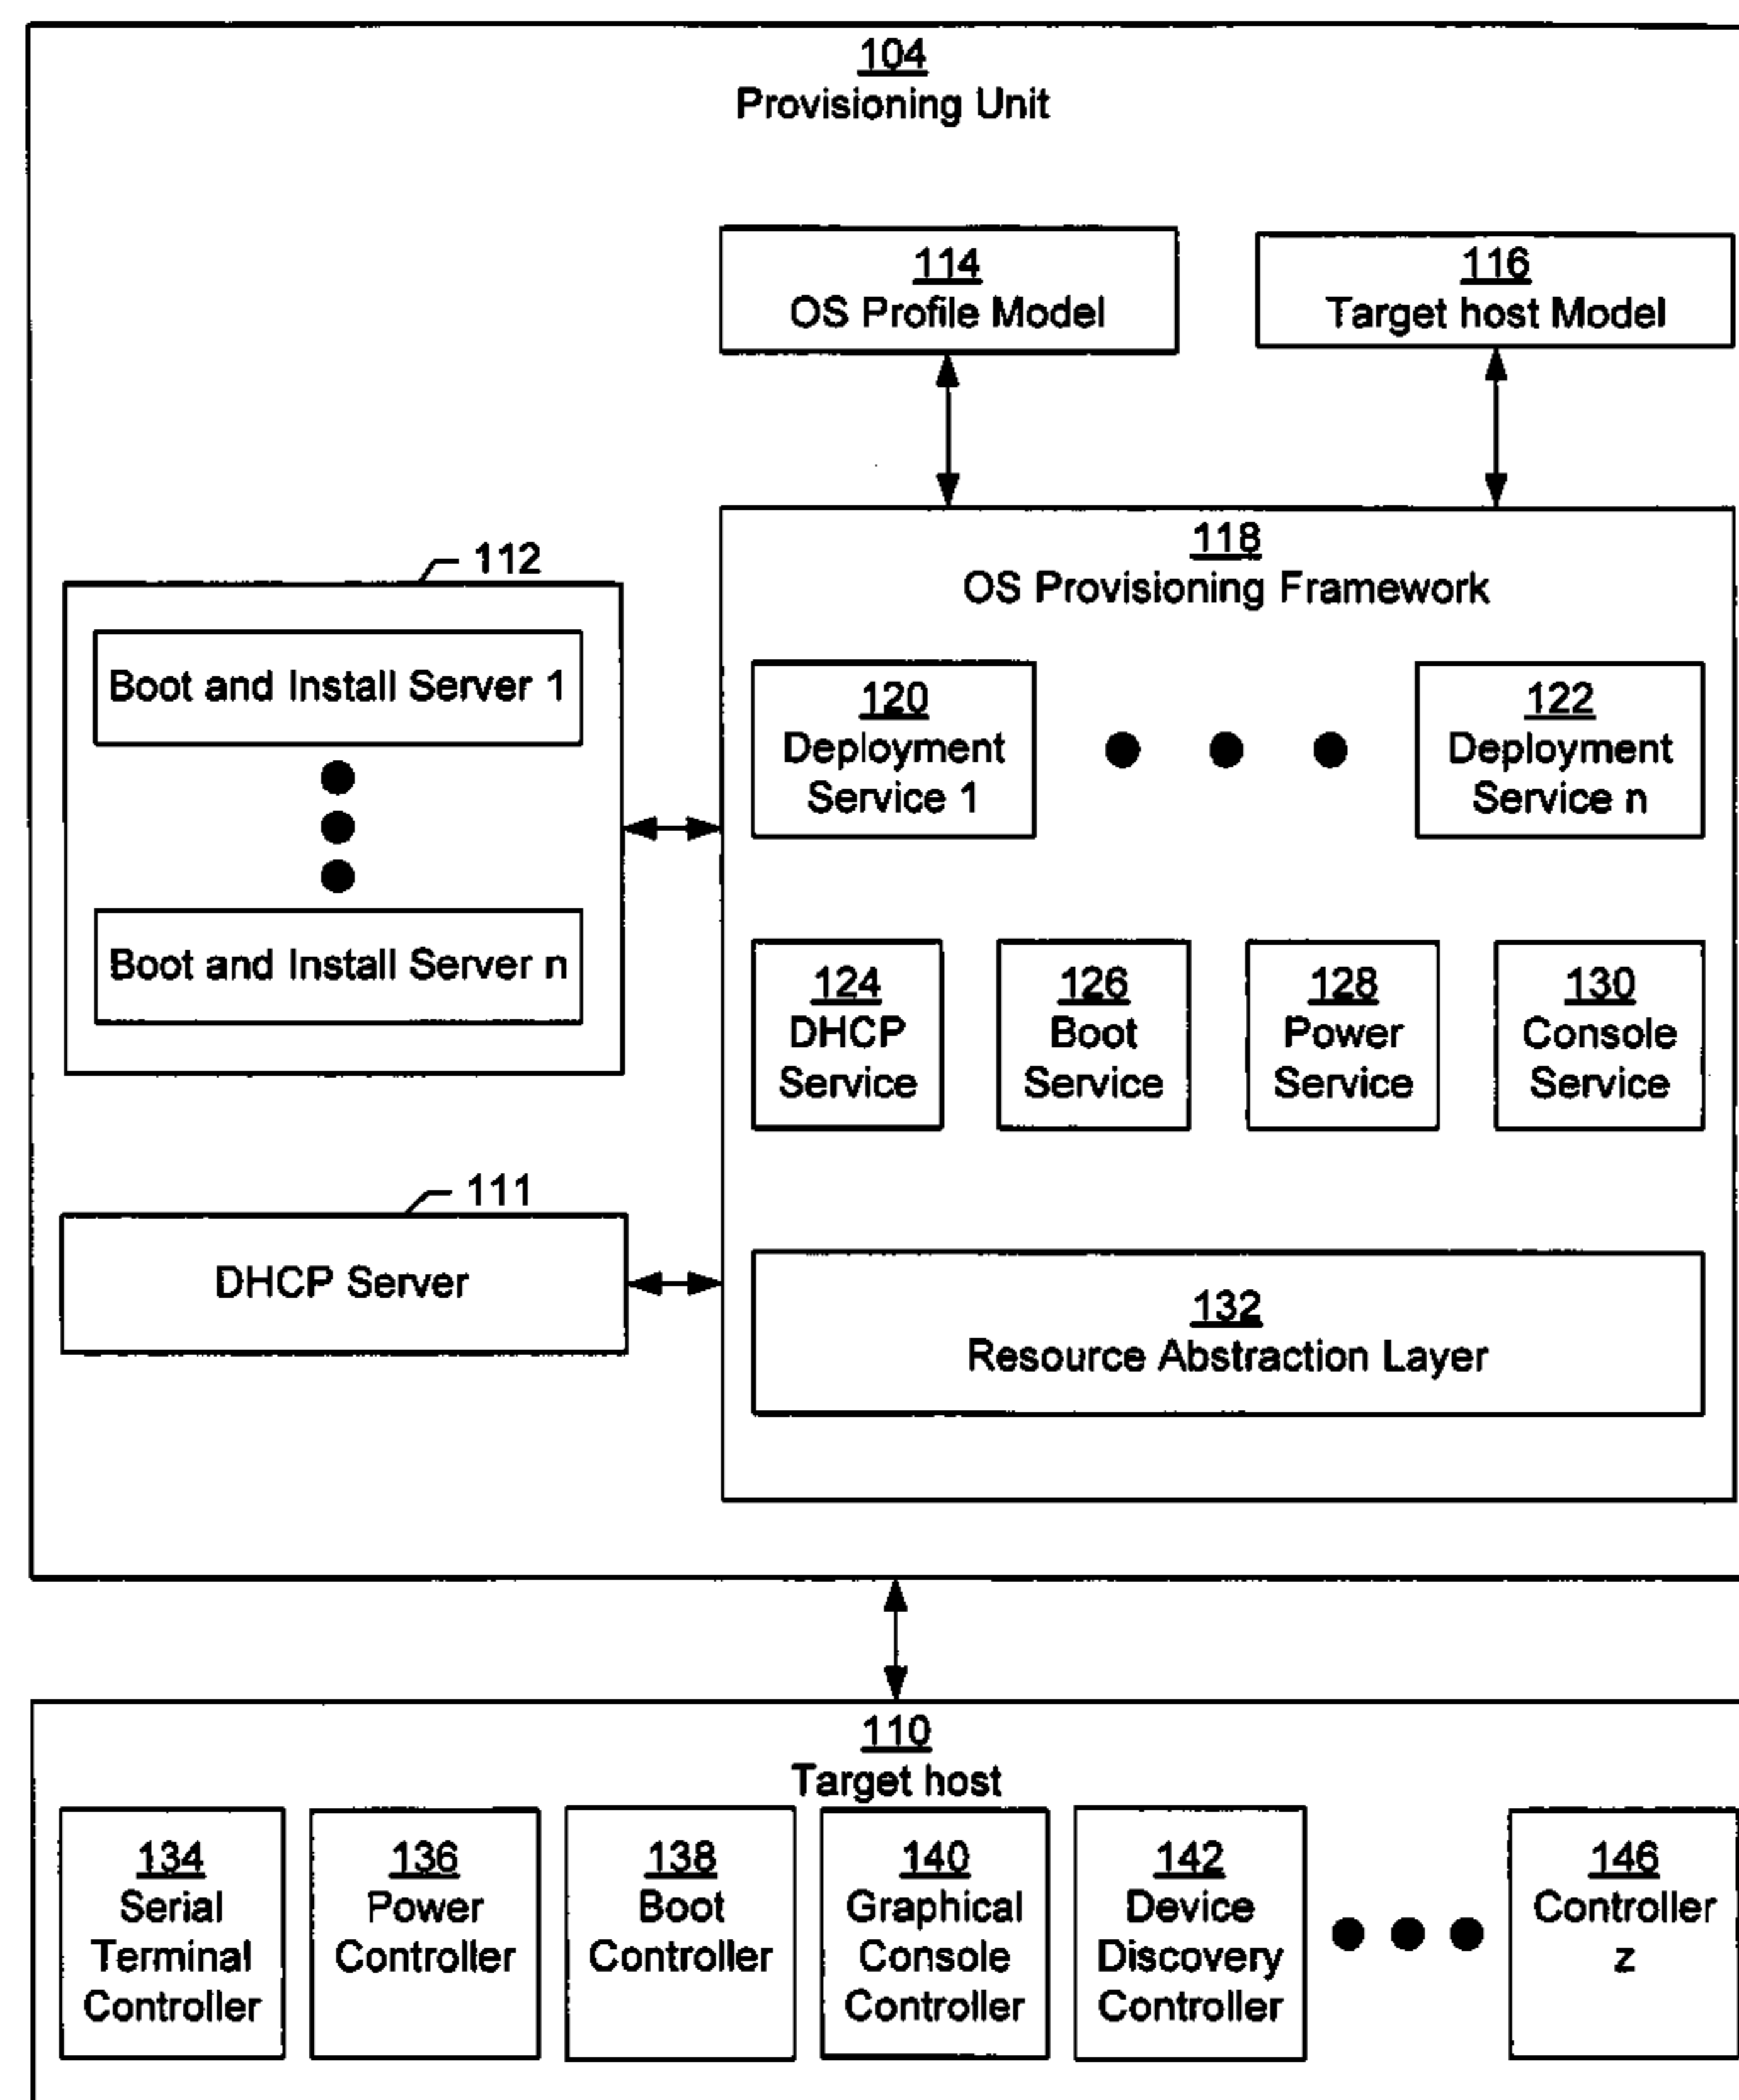 104
Provisioning Unit
114
OS Profile Model
116
Target host Model
118
OS Provisioning Framework
112
Boot and Install Server 1
Boot and Install Server n
120
Deployment
Service 1
122
Deployment
Service n
124
DHCP
Service
126
Boot
Service
128
Power
Service
130
Console
Service
111
DHCP Server
132
Resource Abstraction Layer
110
Target host
134
Serial
Terminal
Controller
136
Power
Controller
138
Boot
Controller
140
Graphical
Console
Controller
142
Device
Discovery
Controller
146
Controller
z